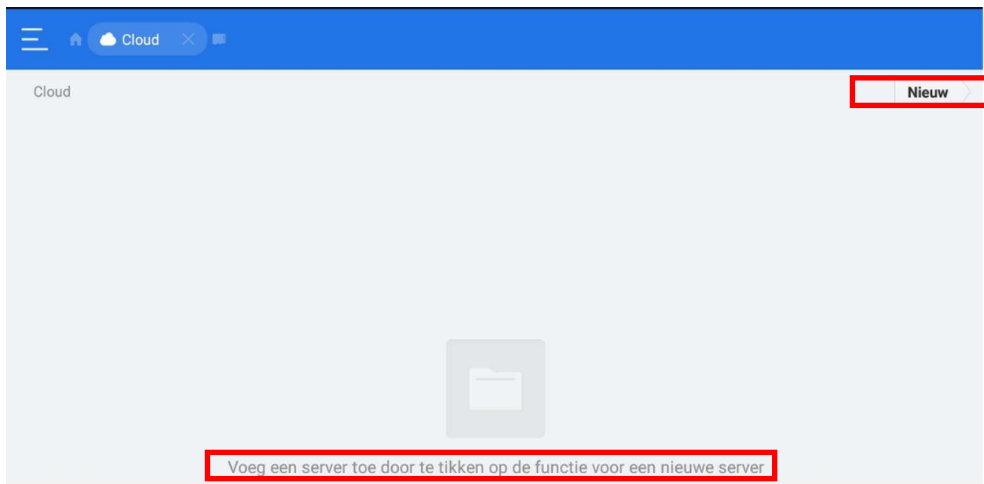 Cloud
Cloud
Nieuw
Voeg een server toe door te tikken op de functie voor een nieuwe server